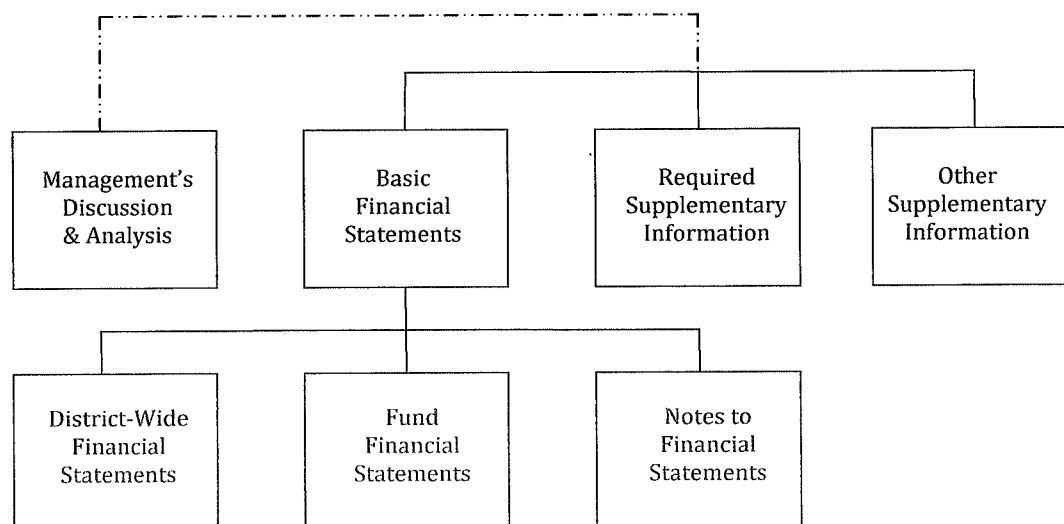 Management's
Discussion
& Analysis
Basic
Financial
Statements
Required
Supplementary
Information
Other
Supplementary
Information
District-Wide
Financial
Statements
Fund
Financial
Statements
Notes to
Financial
Statements